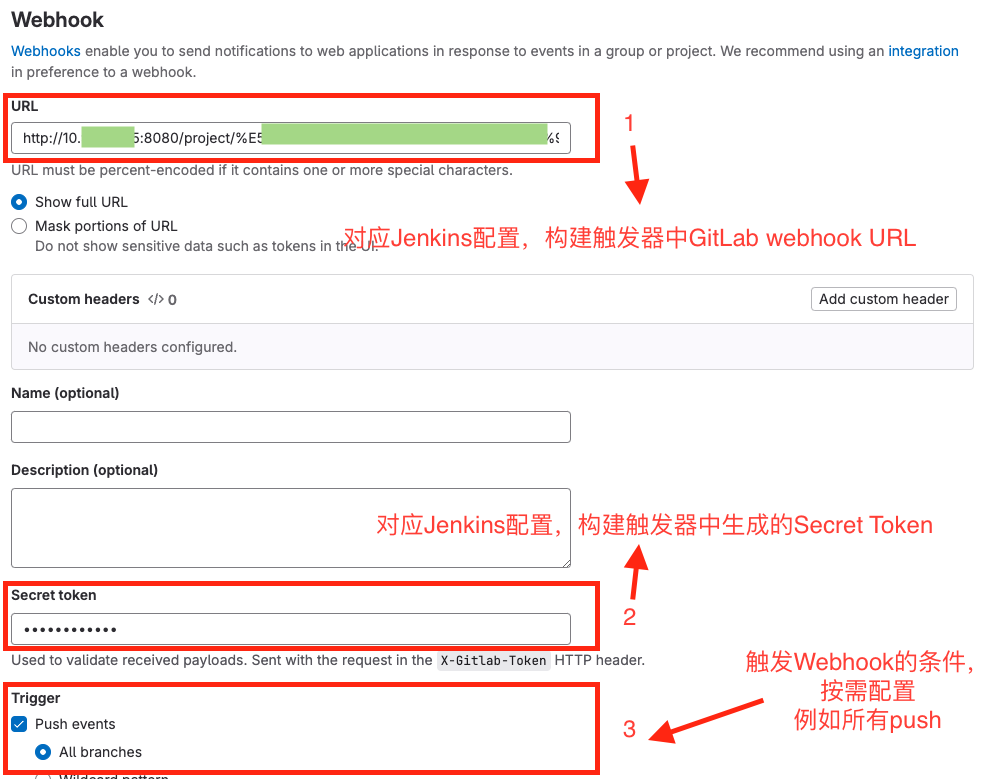 Webhook
Webhooks enable you to send notifications to web applications in response to events in a group or project. We recommend using an integration
in preference to a webhook.
URL
http://10. 5:8080/project/%E5 %9
1
URL must be percent-encoded if it contains one or more special characters.
Show full URL
Mask portions of URL
对应Jenkins配置，构建触发器中GitLab webhook URL
Do not show sensitive data such as tokens in the UI.
Custom headers </> 0
Add custom header
No custom headers configured.
Name (optional)
Description (optional)
对应Jenkins配置，构建触发器中生成的Secret Token
Secret token
••••••••••••
2
Used to validate received payloads. Sent with the request in the X-Gitlab-Token HTTP header.
触发Webhook的条件，
按需配置
例如所有push
Trigger
Push events
3
All branches
Wildcard pattern